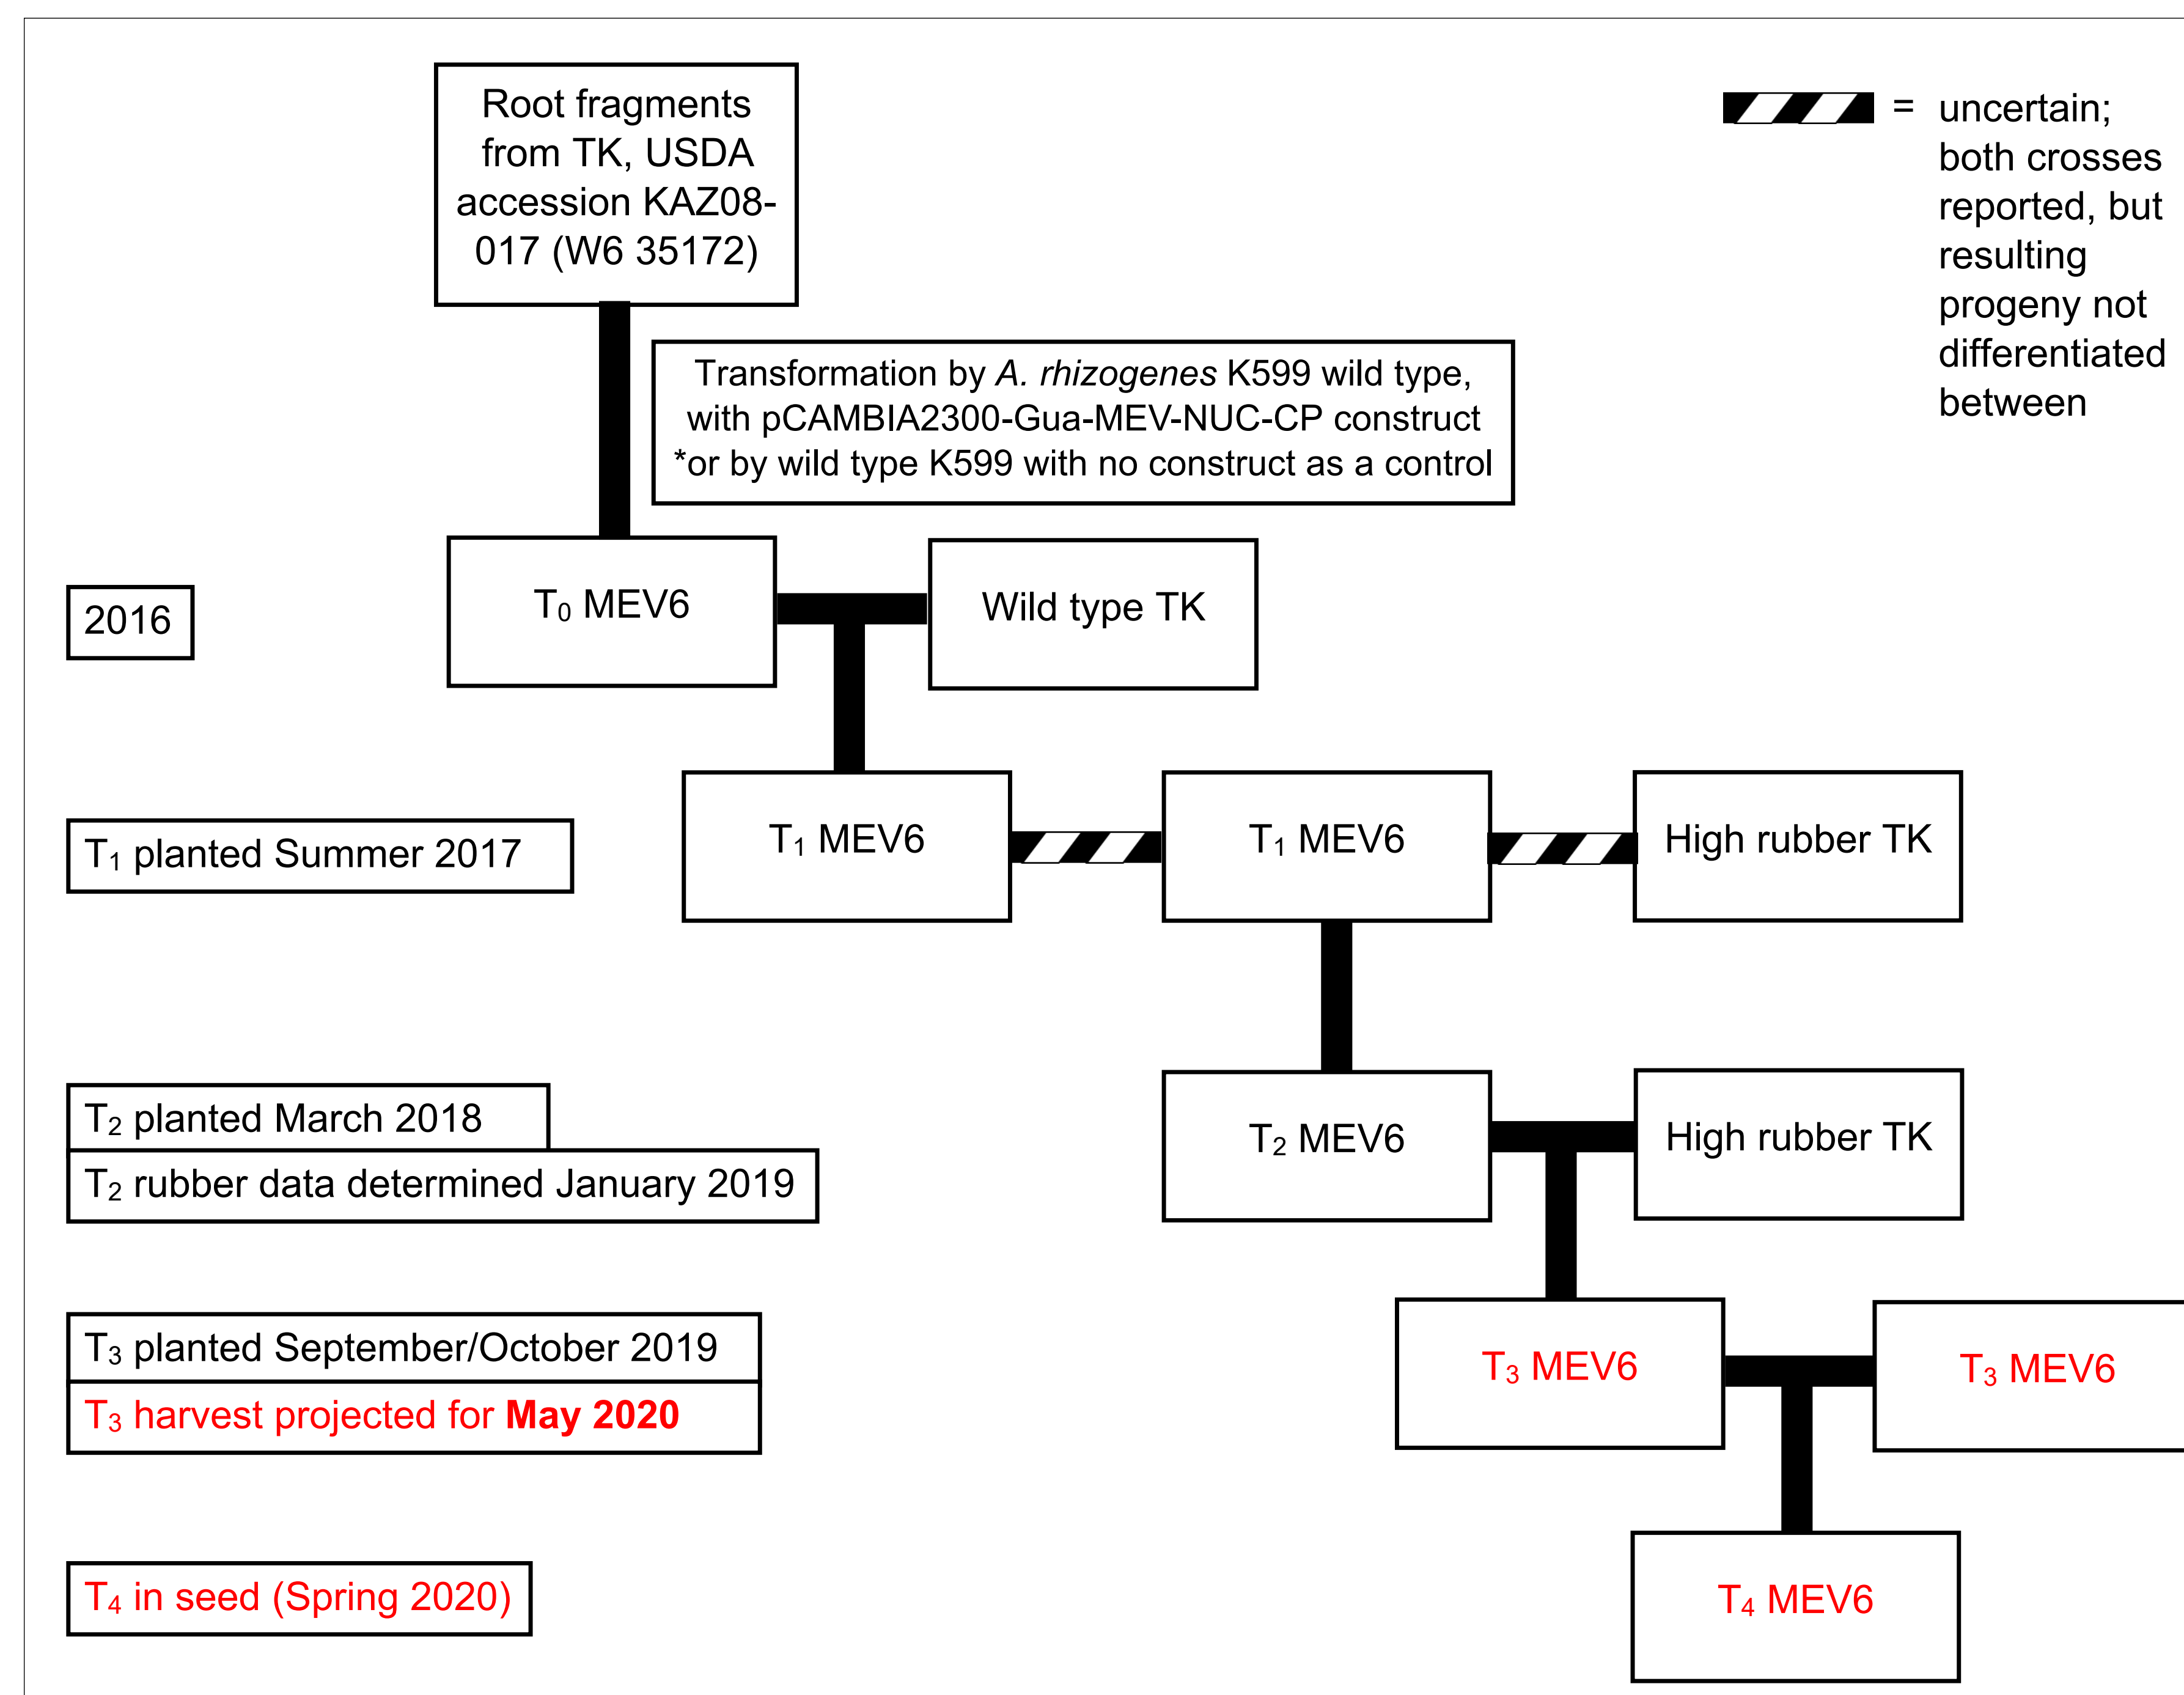 Root fragments
from TK, USDA
accession KAZ08-
017 (W6 35172)
= uncertain;
both crosses
reported, but
resulting
progeny not
differentiated
between
Transformation by A. rhizogenes K599 wild type,
with pCAMBIA2300-Gua-MEV-NUC-CP construct
*or by wild type K599 with no construct as a control
2016
T₀ MEV6
Wild type TK
T₁ planted Summer 2017
T₁ MEV6
T₁ MEV6
High rubber TK
T₂ planted March 2018
T₂ rubber data determined January 2019
T₂ MEV6
High rubber TK
T₃ planted September/October 2019
T₃ harvest projected for May 2020
T₃ MEV6
T₃ MEV6
T₄ in seed (Spring 2020)
T₄ MEV6